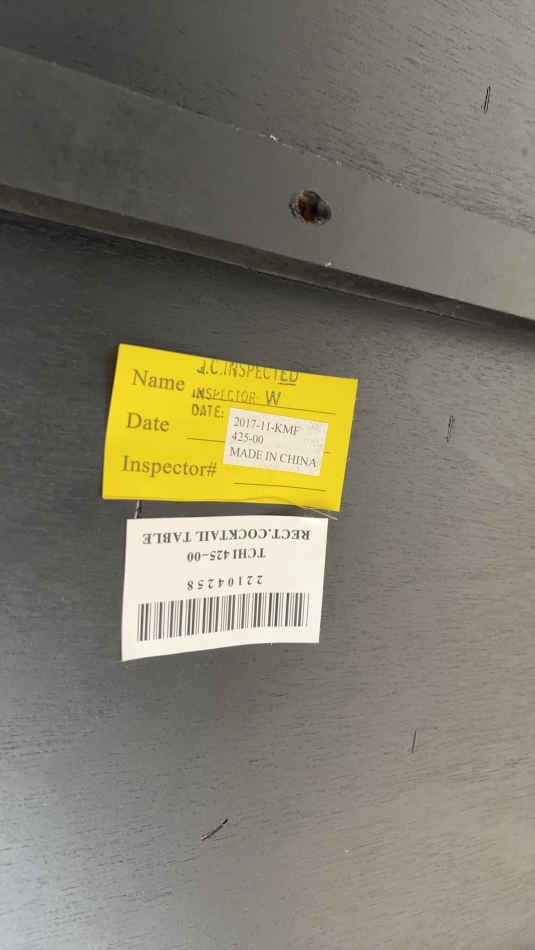 Name
Q.C.INSPECTED
INSPECTOR: W
Date
DATE:
2017-11-KMF
425-00
MADE IN CHINA
Inspector#
RECT.COCKTAIL TABLE
TCHI 425-00
22104258